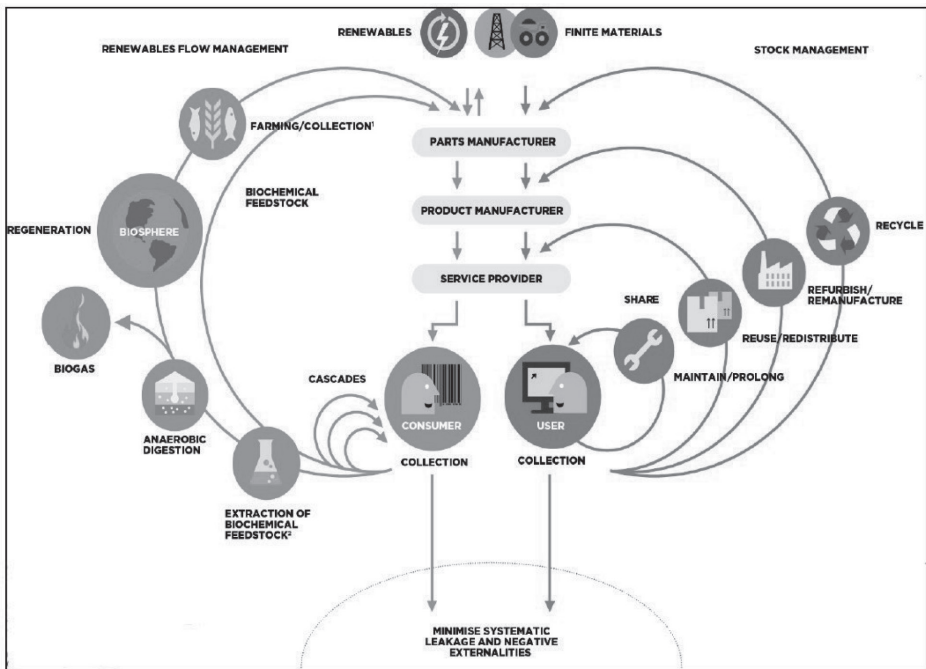 RENEWABLES
FINITE MATERIALS
RENEWABLES FLOW MANAGEMENT
STOCK MANAGEMENT
FARMING/COLLECTION¹
PARTS MANUFACTURER
BIOCHEMICAL
FEEDSTOCK
PRODUCT MANUFACTURER
REGENERATION
BIOSPHERE
RECYCLE
SERVICE PROVIDER
REFURBISH/
REMANUFACTURE
SHARE
REUSE/REDISTRIBUTE
BIOGAS
MAINTAIN/PROLONG
CASCADES
CONSUMER
USER
ANAEROBIC
DIGESTION
COLLECTION
COLLECTION
EXTRACTION OF
BIOCHEMICAL
FEEDSTOCK²
MINIMISE SYSTEMATIC
LEAKAGE AND NEGATIVE
EXTERNALITIES